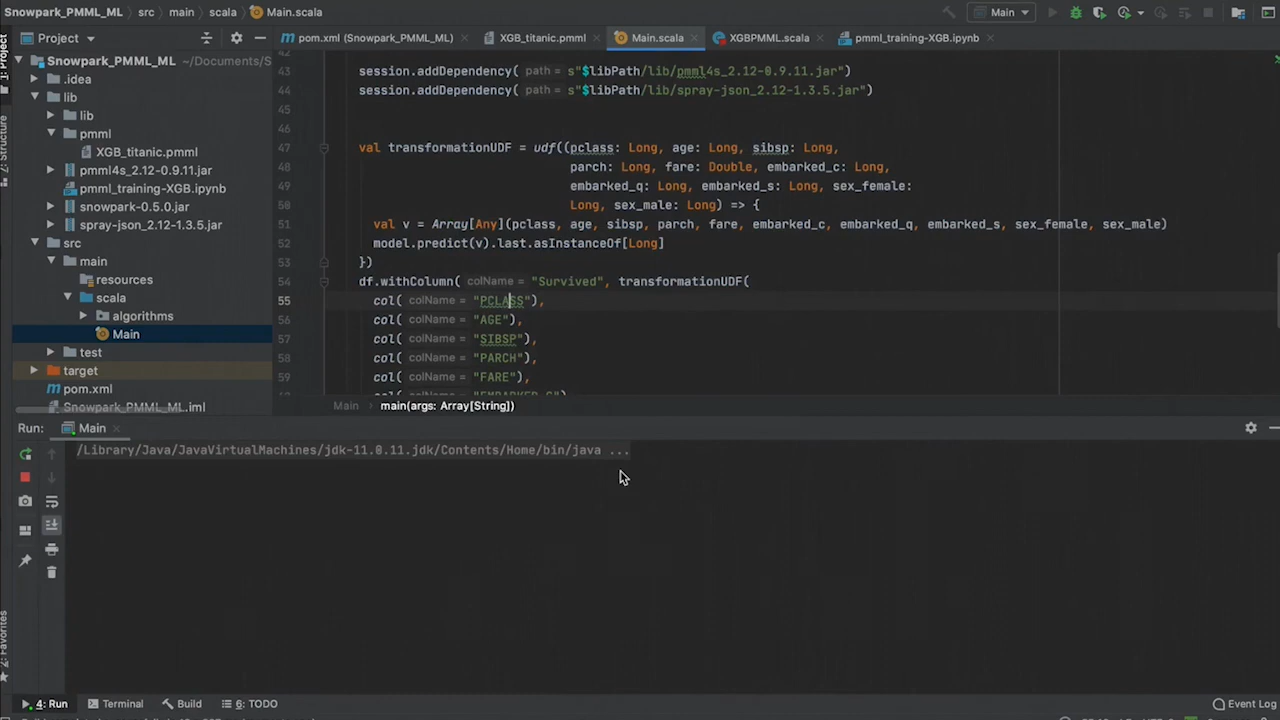 Snowpark_PMML_ML > src > main > scala > Main.scala
Main
1: Project
Project
pom.xml (Snowpark_PMML_ML)
XGB_titanic.pmml
Main.scala
XGBPMML.scala
pmml_training-XGB.ipynb
Snowpark_PMML_ML ~/Documents/S
.idea
lib
lib
pmml
XGB_titanic.pmml
pmml4s_2.12-0.9.11.jar
pmml_training-XGB.ipynb
snowpark-0.5.0.jar
spray-json_2.12-1.3.5.jar
src
main
resources
scala
algorithms
Main
test
target
pom.xml
Snowpark_PMML_ML.iml
Structure
42
43 session.addDependency( path = s"$libPath/lib/pmml4s_2.12-0.9.11.jar")
44 session.addDependency( path = s"$libPath/lib/spray-json_2.12-1.3.5.jar")
45
46
47 val transformationUDF = udf((pclass: Long, age: Long, sibsp: Long,
48 parch: Long, fare: Double, embarked_c: Long,
49 embarked_q: Long, embarked_s: Long, sex_female:
50 Long, sex_male: Long) => {
51 val v = Array[Any](pclass, age, sibsp, parch, fare, embarked_c, embarked_q, embarked_s, sex_female, sex_male)
52 model.predict(v).last.asInstanceOf[Long]
53 })
54 df.withColumn( colName = "Survived", transformationUDF(
55 col( colName = "PCLASS"),
56 col( colName = "AGE"),
57 col( colName = "SIBSP"),
58 col( colName = "PARCH"),
59 col( colName = "FARE"),
col( colName = "EMBARKED_C"),
Main > main(args: Array[String])
Run: Main
/Library/Java/JavaVirtualMachines/jdk-11.0.11.jdk/Contents/Home/bin/java ...
2: Favorites
4: Run
Terminal
Build
6: TODO
Event Log